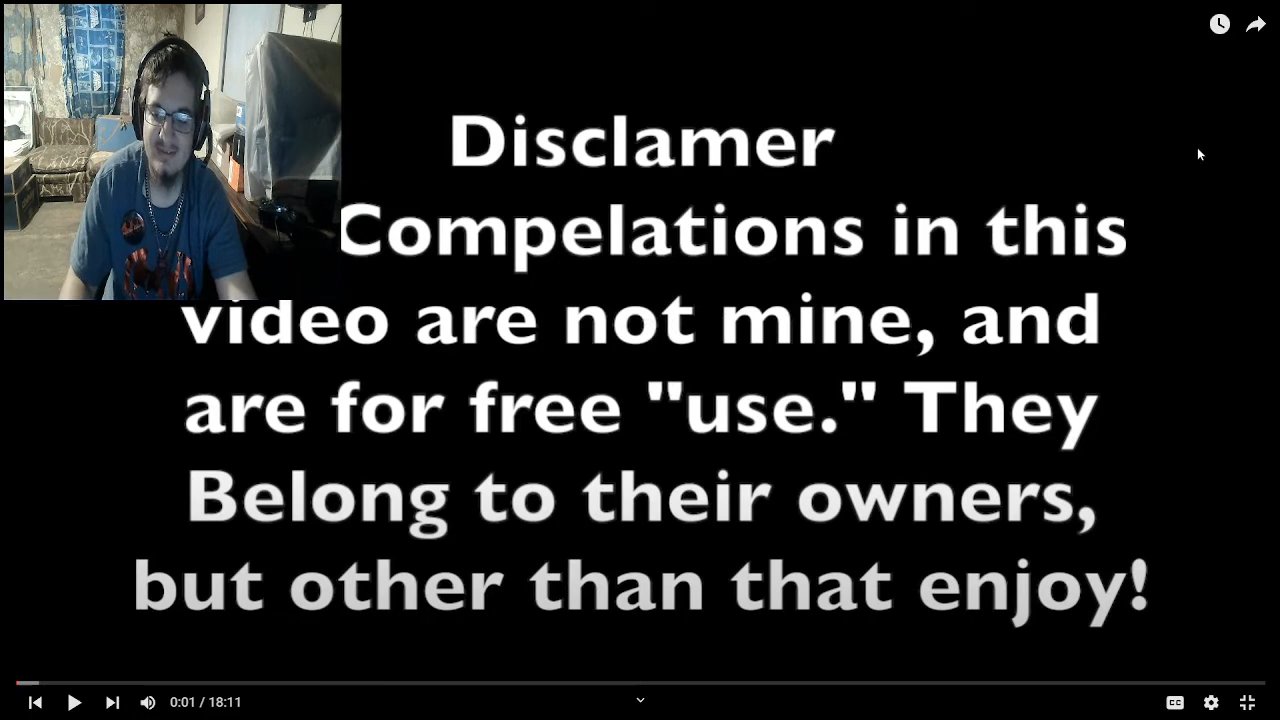 Disclamer
Compelations in this
video are not mine, and
are for free "use." They
Belong to their owners,
but other than that enjoy!
0:01 / 18:11
CC